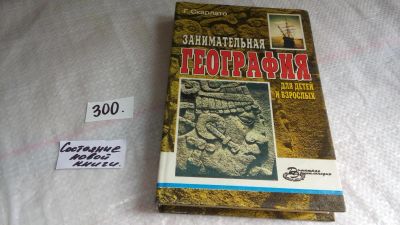 Г. Скарлато
ЗАНИМАТЕЛЬНАЯ
ГЕОГРАФИЯ
ДЛЯ ДЕТЕЙ
И ВЗРОСЛЫХ
300.
Состояние
новой
книги.